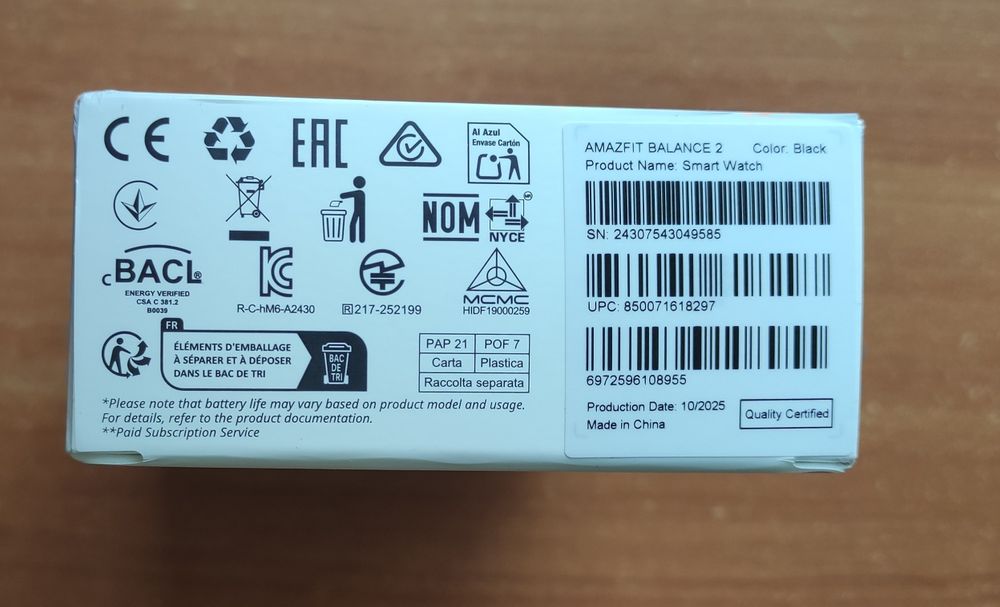 CE
EAC
Al Azul
Envase Cartón
NOM
NYCE
cBACL®
ENERGY VERIFIED
CSA C 381.2
B0039
R-C-hM6-A2430
R 217-252199
MCMC
HIDF19000259
FR
ÉLÉMENTS D'EMBALLAGE
À SÉPARER ET À DÉPOSER
DANS LE BAC DE TRI
BAC
DE
TRI
PAP 21 POF 7
Carta Plastica
Raccolta separata
*Please note that battery life may vary based on product model and usage.
For details, refer to the product documentation.
**Paid Subscription Service
AMAZFIT BALANCE 2 Color: Black
Product Name: Smart Watch
SN: 24307543049585
UPC: 850071618297
6972596108955
Production Date: 10/2025
Made in China
Quality Certified